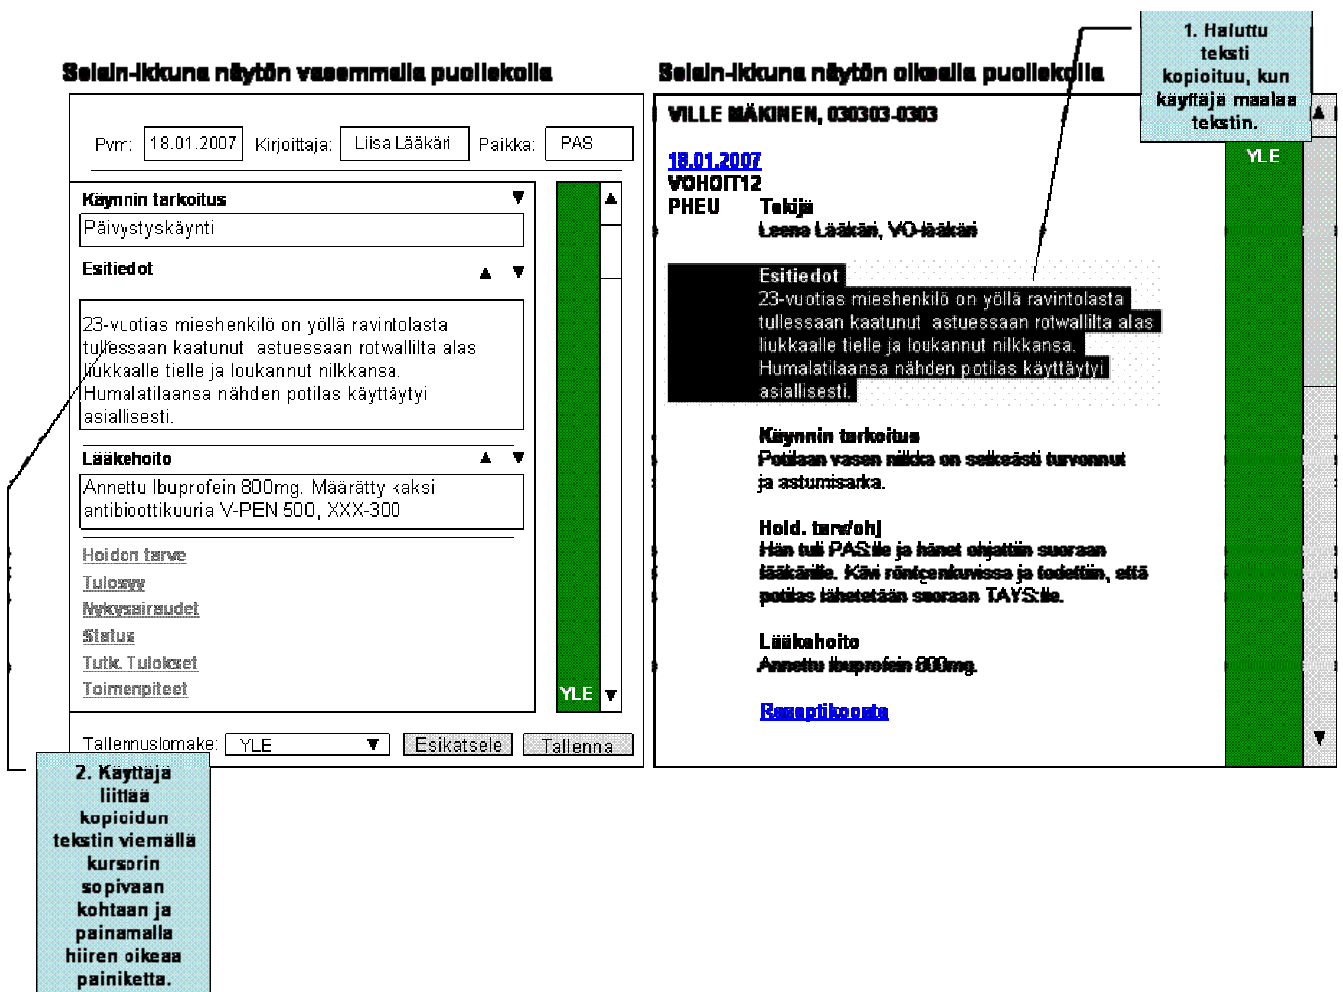 1. Haluttu
teksti
kopioituu, kun
käyttäjä maalaa
tekstin.
Selain-ikkuna näytön vasemmalla puoliskolla
Pvm: 18.01.2007 Kirjoittaja: Liisa Lääkäri Paikka: PAS
Käynnin tarkoitus
Päivystyskäynti
Esitiedot
23-vuotias mieshenkilö on yöllä ravintolasta
tullessaan kaatunut astuessaan rotwallilta alas
liukkaalle tielle ja loukannut nilkkansa.
Humalatilaansa nähden potilas käyttäytyi
asiallisesti.
Lääkehoito
Annettu Ibuprofein 800mg. Määrätty kaksi
antibioottikuuria V-PEN 500, XXX-300
Hoidon tarve
Tulosyy
Nykysairaudet
Status
Tutk. Tulokset
Toimenpiteet
YLE
Tallennuslomake: YLE Esikatsele Tallenna
2. Käyttäjä
liittää
kopioidun
tekstin viemällä
kursorin
sopivaan
kohtaan ja
painamalla
hiiren oikeaa
painiketta.
Selain-ikkuna näytön oikealla puoliskolla
VILLE MÄKINEN, 030303-0303
YLE
18.01.2007
VOHOIT12
PHEU Tekijä
Leena Lääkäri, VO-lääkäri
Esitiedot
23-vuotias mieshenkilö on yöllä ravintolasta
tullessaan kaatunut astuessaan rotwallilta alas
liukkaalle tielle ja loukannut nilkkansa.
Humalatilaansa nähden potilas käyttäytyi
asiallisesti.
Käynnin tarkoitus
Potilaan vasen nilkka on selkeästi turvonnut
ja astumisarka.
Hoid. tarv/ohj
Hän tuli PAS:lle ja hänet ohjattiin suoraan
lääkärille. Kävi röntgenkuvissa ja todettiin, että
potilas lähetetään suoraan TAYS:lle.
Lääkehoito
Annettu Ibuprofein 800mg.
Reseptikooste